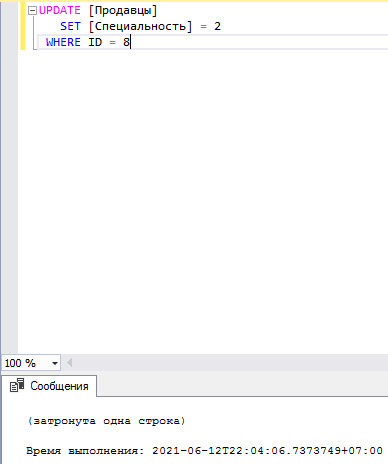 UPDATE [Продавцы]
SET [Специальность] = 2
WHERE ID = 8
100 %
Сообщения
(затронута одна строка)
Время выполнения: 2021-06-12T22:04:06.7373749+07:00